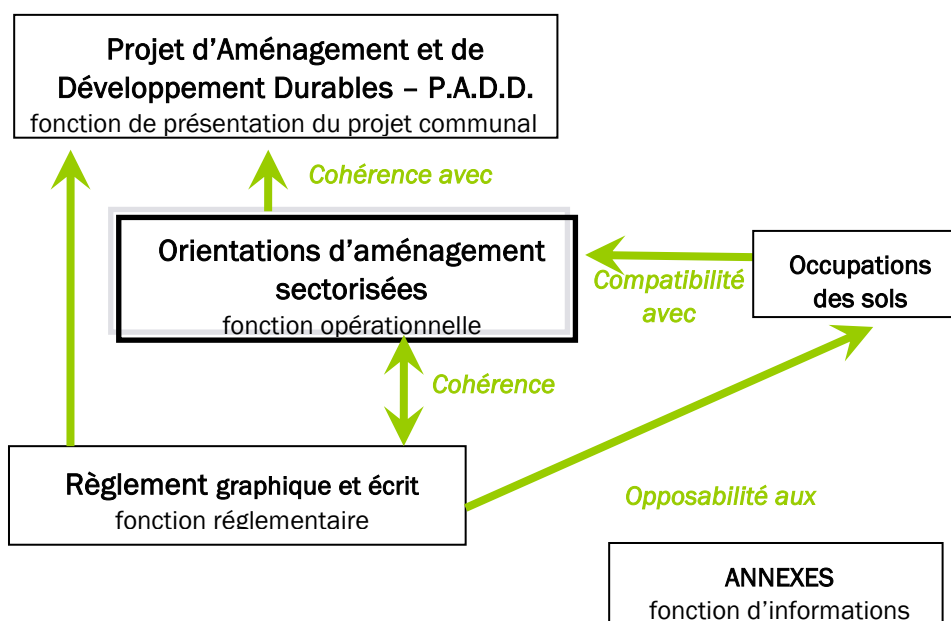 Projet d'Aménagement et de
Développement Durables – P.A.D.D.
fonction de présentation du projet communal
Cohérence avec
Orientations d'aménagement
sectorisées
fonction opérationnelle
Compatibilité
avec
Occupations
des sols
Cohérence
Règlement graphique et écrit
fonction réglementaire
Opposabilité aux
ANNEXES
fonction d'informations